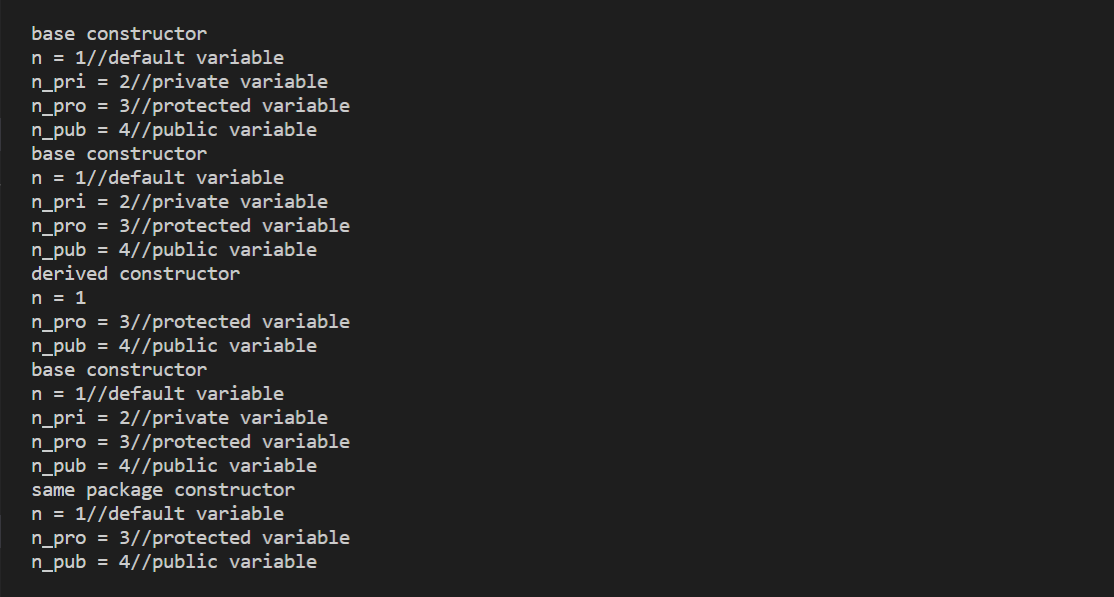 base constructor
n = 1//default variable
n_pri = 2//private variable
n_pro = 3//protected variable
n_pub = 4//public variable
base constructor
n = 1//default variable
n_pri = 2//private variable
n_pro = 3//protected variable
n_pub = 4//public variable
derived constructor
n = 1
n_pro = 3//protected variable
n_pub = 4//public variable
base constructor
n = 1//default variable
n_pri = 2//private variable
n_pro = 3//protected variable
n_pub = 4//public variable
same package constructor
n = 1//default variable
n_pro = 3//protected variable
n_pub = 4//public variable